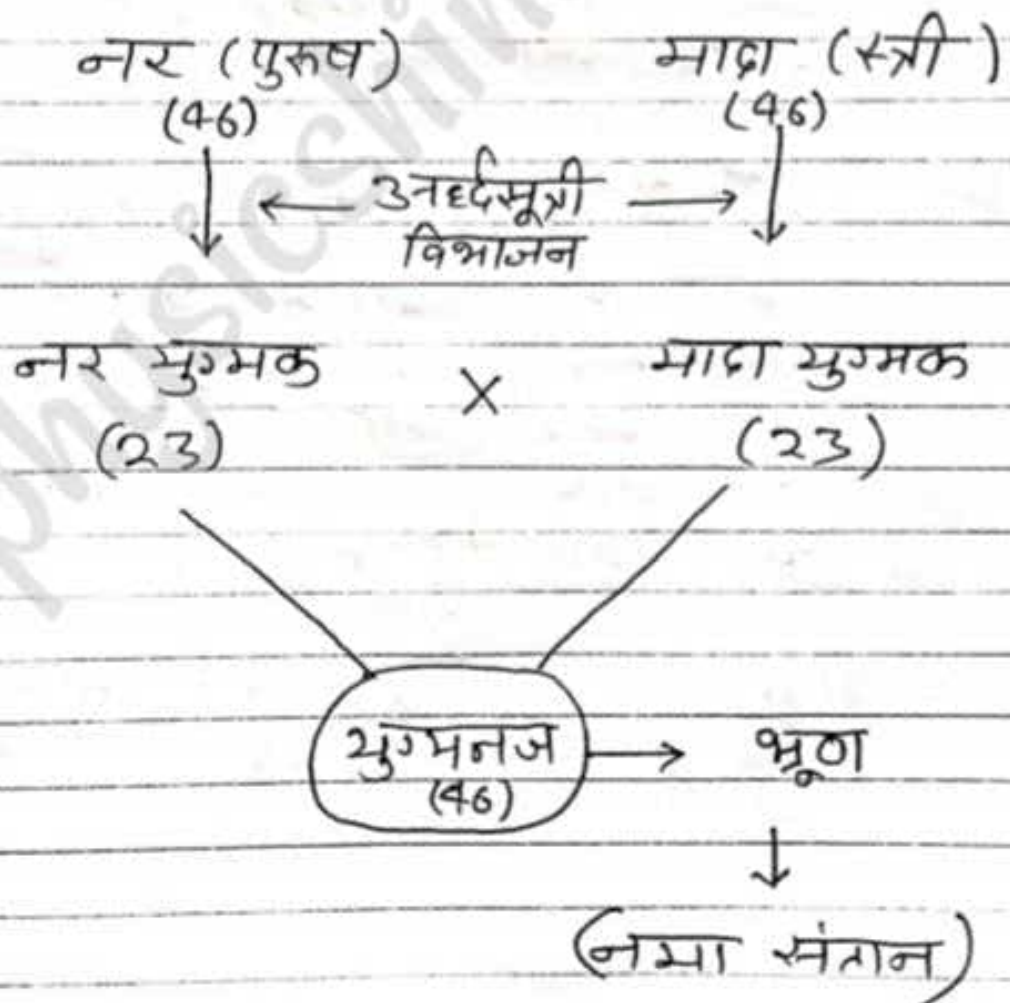 नर (पुरुष) मादा (स्त्री)
(46) (46)
अर्द्धसूत्री
विभाजन
नर युग्मक X मादा युग्मक
(23) (23)
युग्मनज → भ्रूण
(46)
(नया संतान)